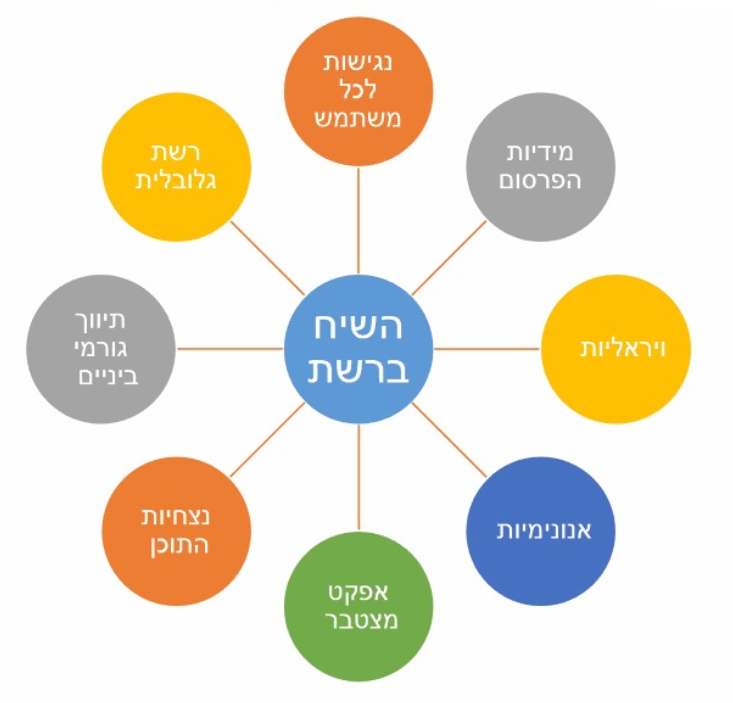 נגישות
לכל
משתמש
מידיות
הפרסום
ויראליות
אנונימיות
אפקט
מצטבר
נצחיות
התוכן
תיווך
גורמי
ביניים
רשת
גלובלית
השיח
ברשת